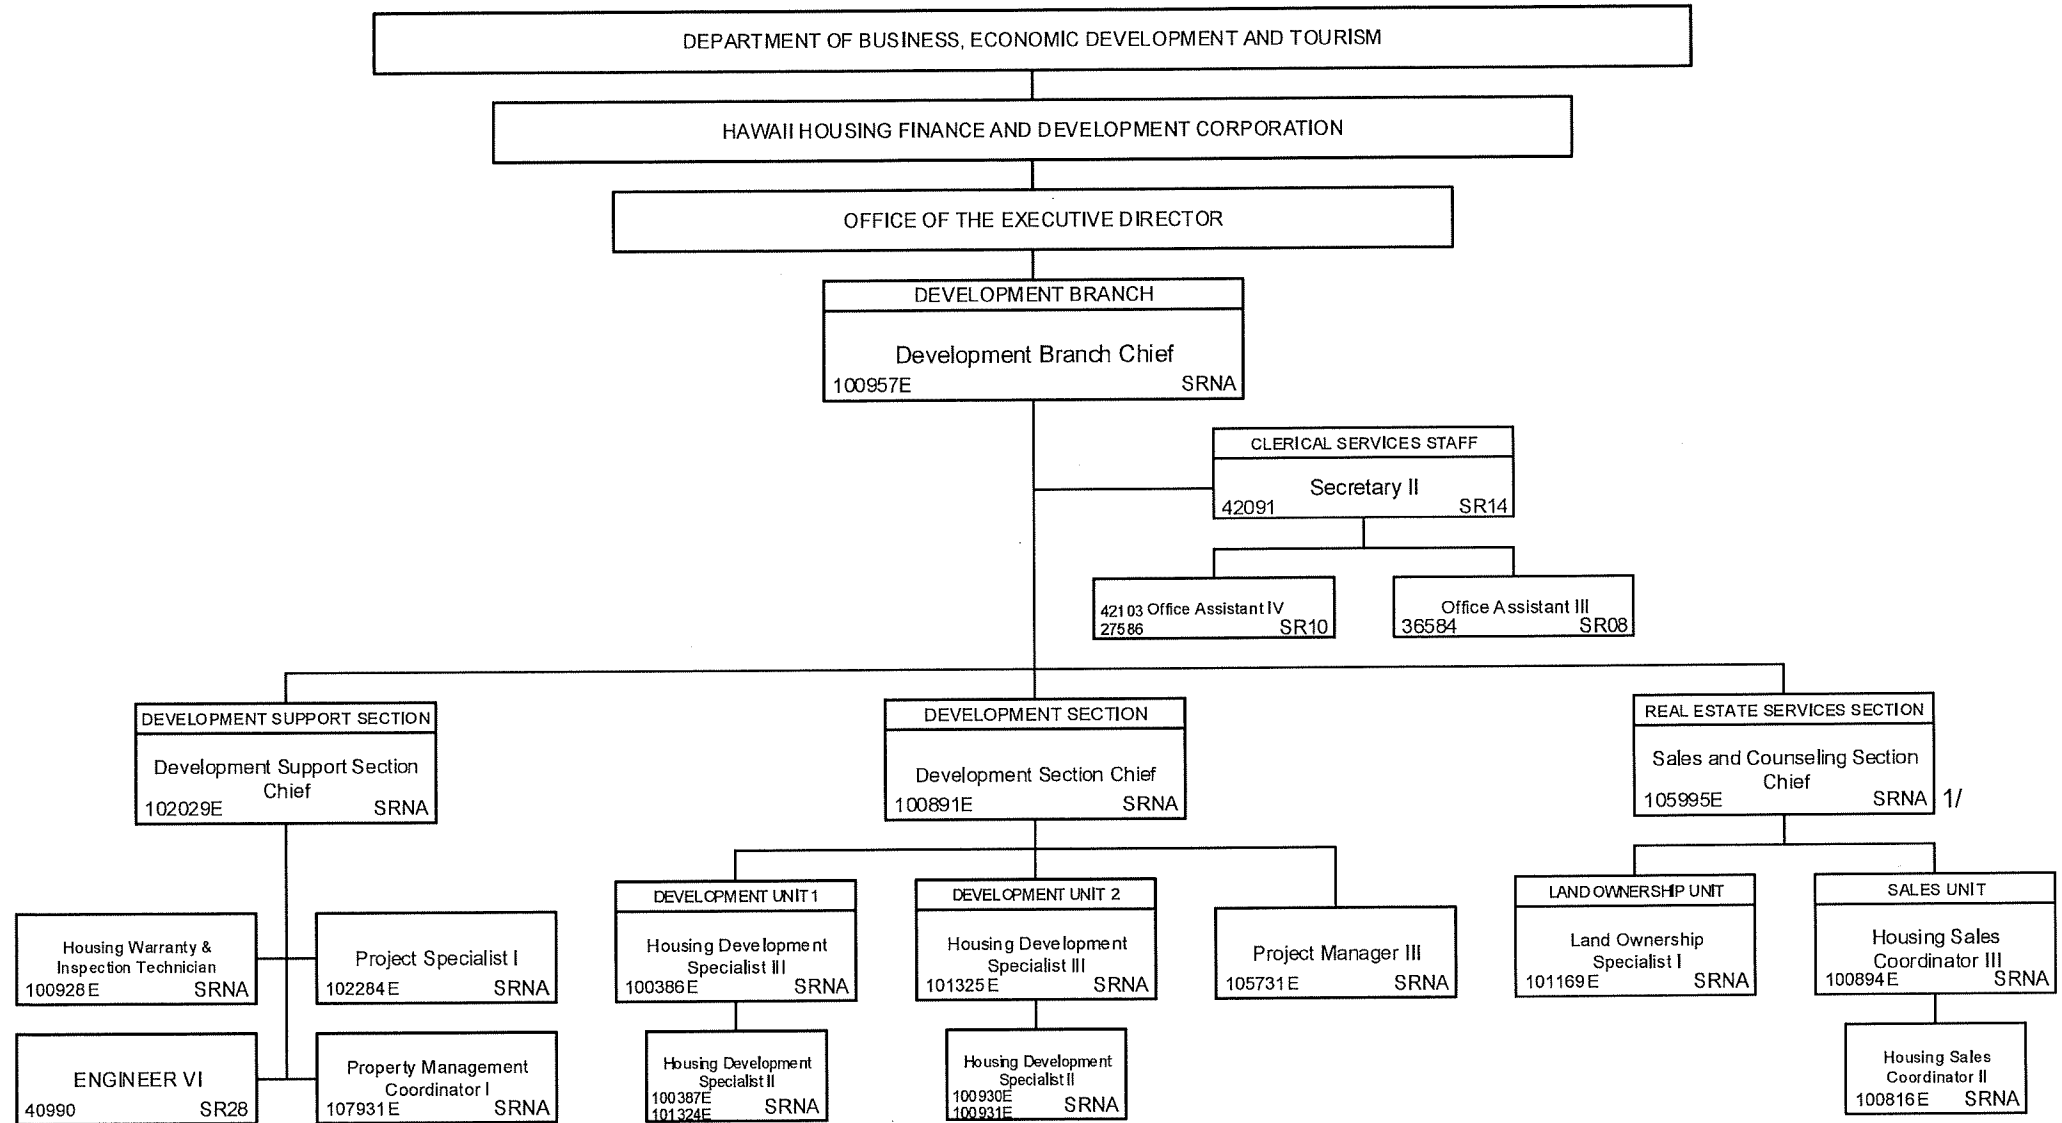 DEPARTMENT OF BUSINESS, ECONOMIC DEVELOPMENT AND TOURISM
HAWAII HOUSING FINANCE AND DEVELOPMENT CORPORATION
OFFICE OF THE EXECUTIVE DIRECTOR
DEVELOPMENT BRANCH
Development Branch Chief
100957E SRNA
CLERICAL SERVICES STAFF
Secretary II
42091 SR14
42103 Office Assistant IV
27586 SR10
Office Assistant III
36584 SR08
DEVELOPMENT SUPPORT SECTION
Development Support Section
Chief
102029E SRNA
DEVELOPMENT SECTION
Development Section Chief
100891E SRNA
REAL ESTATE SERVICES SECTION
Sales and Counseling Section
Chief
105995E SRNA 1/
Housing Warranty &
Inspection Technician
100928E SRNA
Project Specialist I
102284E SRNA
ENGINEER VI
40990 SR28
Property Management
Coordinator I
107931E SRNA
DEVELOPMENT UNIT 1
Housing Development
Specialist III
100386E SRNA
Housing Development
Specialist II
100387E
101324E SRNA
DEVELOPMENT UNIT 2
Housing Development
Specialist III
101325E SRNA
Housing Development
Specialist II
100930E
100931E SRNA
Project Manager III
105731E SRNA
LAND OWNERSHIP UNIT
Land Ownership
Specialist I
101169E SRNA
SALES UNIT
Housing Sales
Coordinator III
100894E SRNA
Housing Sales
Coordinator II
100816E SRNA